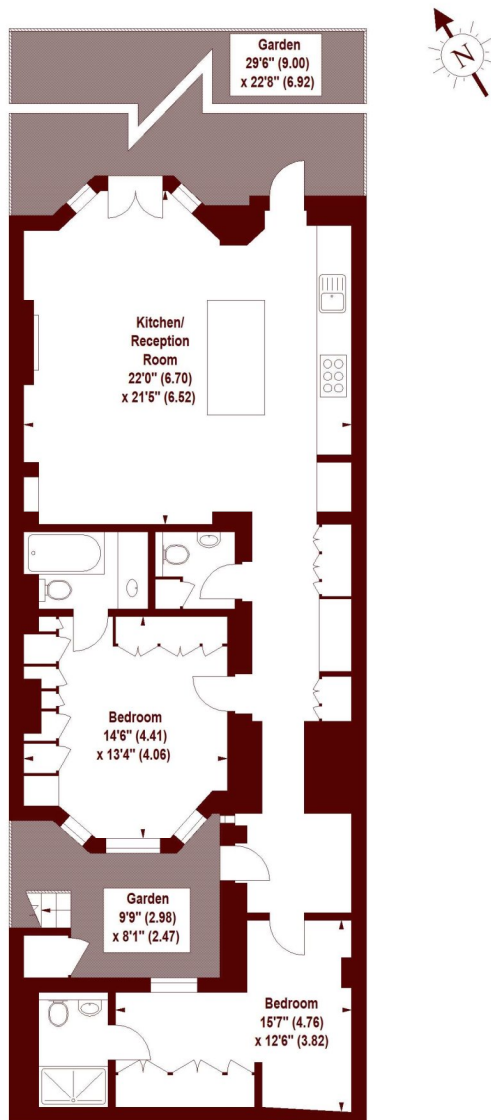 Garden
29'6" (9.00)
x 22'8" (6.92)
N
Kitchen/
Reception
Room
22'0" (6.70)
x 21'5" (6.52)
Bedroom
14'6" (4.41)
x 13'4" (4.06)
Garden
9'9" (2.98)
x 8'1" (2.47)
Bedroom
15'7" (4.76)
x 12'6" (3.82)